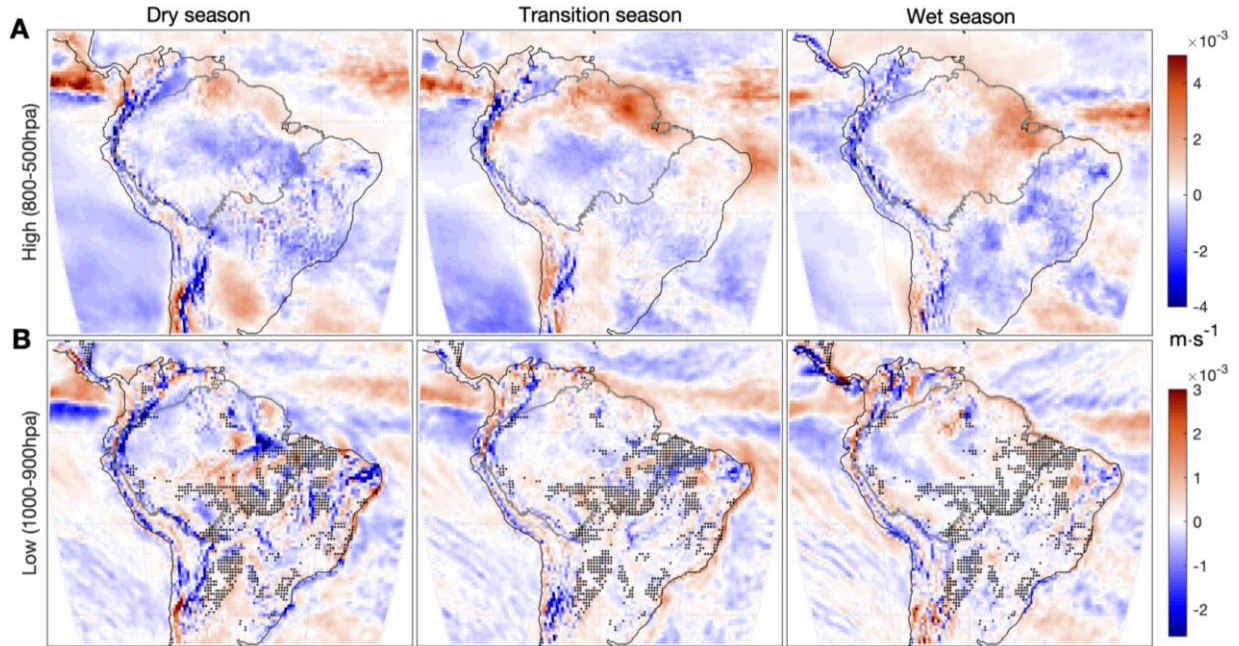 Dry season
Transition season
Wet season
A
High (800-500hpa)
×10⁻³
4
2
0
-2
-4
m·s⁻¹
B
Low (1000-900hpa)
×10⁻³
3
2
1
0
-1
-2